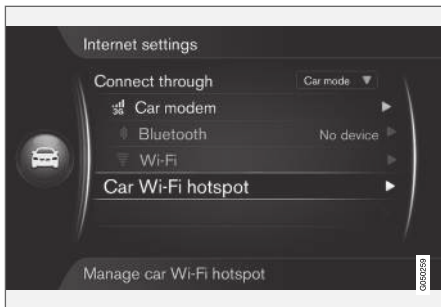 Internet settings
Connect through Car mode
3G Car modem
Bluetooth No device
Wi-Fi
Car Wi-Fi hotspot
Manage car Wi-Fi hotspot
G050259